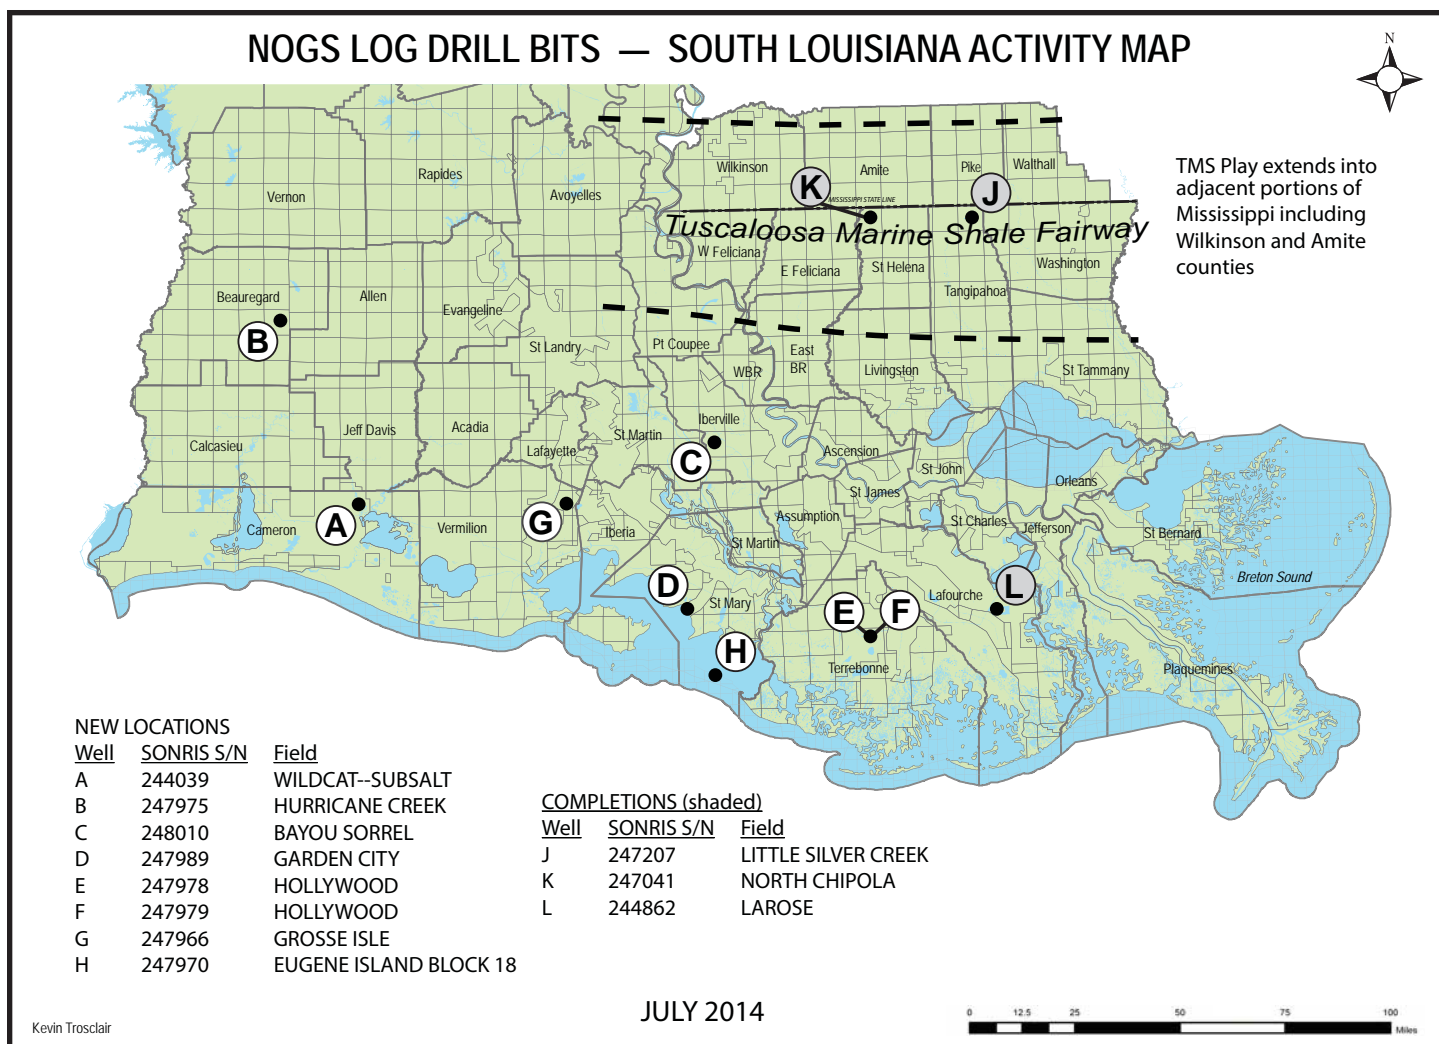 NOGS LOG DRILL BITS — SOUTH LOUISIANA ACTIVITY MAP
N
TMS Play extends into
adjacent portions of
Mississippi including
Wilkinson and Amite
counties
Vernon
Rapides
Avoyelles
Wilkinson
Amite
Pike
Walthall
K
J
MISSISSIPPI STATE LINE
Tuscaloosa Marine Shale Fairway
W Feliciana
E Feliciana
St Helena
Washington
Tangipahoa
Beauregard
Allen
Evangeline
B
St Landry
Pt Coupee
WBR
East
BR
Livingston
St Tammany
Calcasieu
Jeff Davis
Acadia
Lafayette
St Martin
Iberville
C
Ascension
St John
St James
Orleans
Cameron
A
Vermilion
G
Iberia
St Martin
Assumption
St Charles
Jefferson
St Bernard
Breton Sound
D
St Mary
E
F
Lafourche
L
H
Terrebonne
Plaquemines
NEW LOCATIONS
Well SONRIS S/N Field
A 244039 WILDCAT--SUBSALT
B 247975 HURRICANE CREEK
C 248010 BAYOU SORREL
D 247989 GARDEN CITY
E 247978 HOLLYWOOD
F 247979 HOLLYWOOD
G 247966 GROSSE ISLE
H 247970 EUGENE ISLAND BLOCK 18
COMPLETIONS (shaded)
Well SONRIS S/N Field
J 247207 LITTLE SILVER CREEK
K 247041 NORTH CHIPOLA
L 244862 LAROSE
JULY 2014
Kevin Trosclair
0 12.5 25 50 75 100
Miles